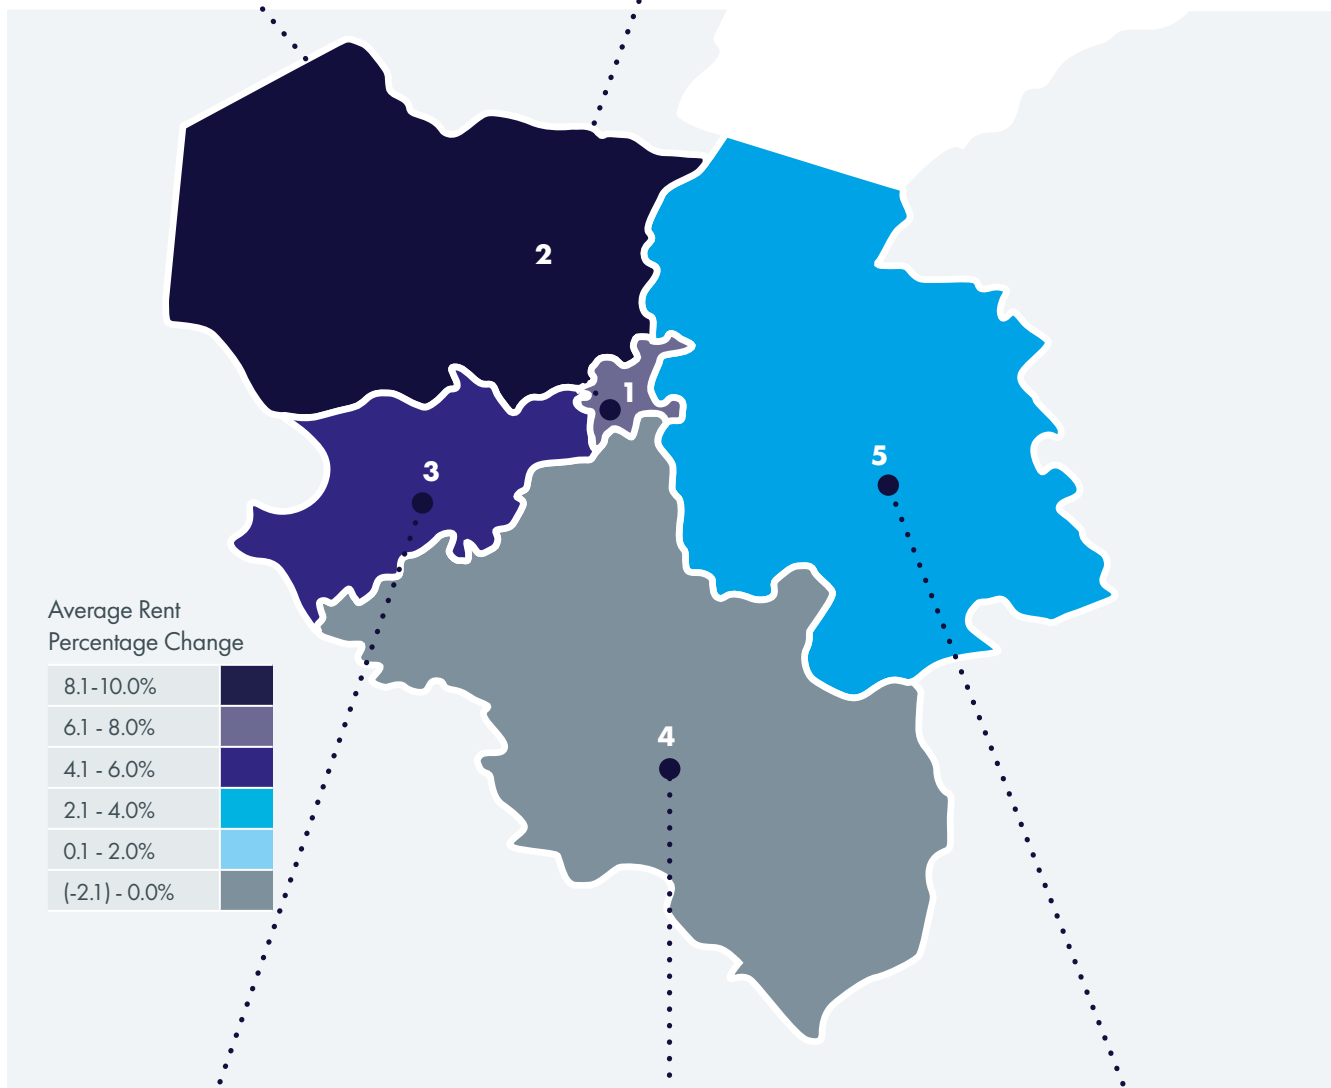 2
1
3
5
4
Average Rent
Percentage Change
8.1-10.0%
6.1 - 8.0%
4.1 - 6.0%
2.1 - 4.0%
0.1 - 2.0%
(-2.1) - 0.0%